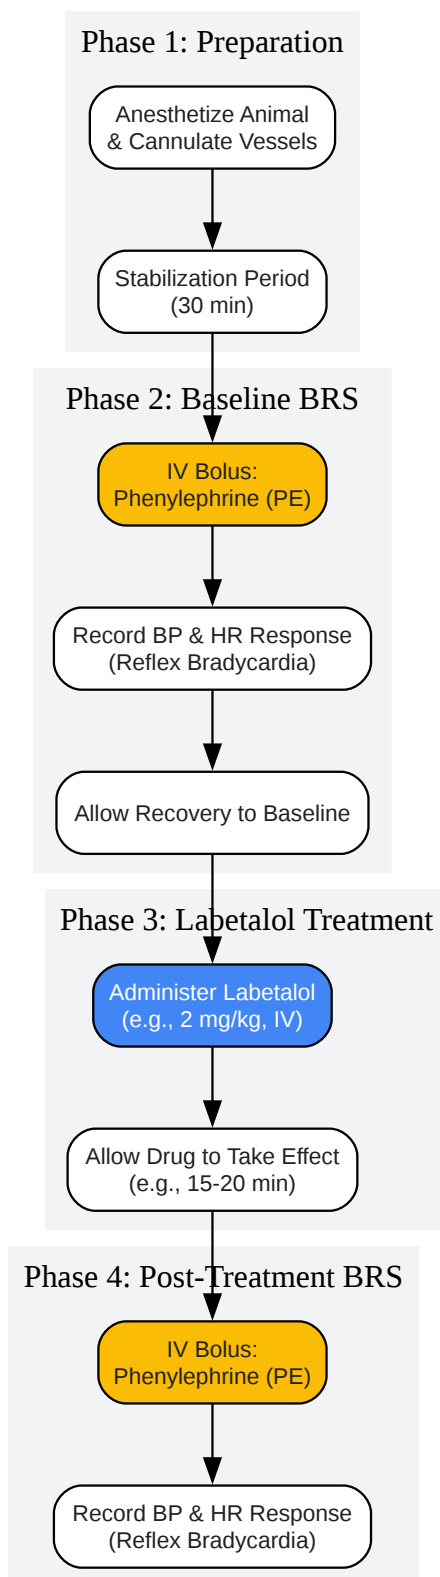 Phase 1: Preparation
Anesthetize Animal
& Cannulate Vessels
Stabilization Period
(30 min)
Phase 2: Baseline BRS
IV Bolus:
Phenylephrine (PE)
Record BP & HR Response
(Reflex Bradycardia)
Allow Recovery to Baseline
Phase 3: Labetalol Treatment
Administer Labetalol
(e.g., 2 mg/kg, IV)
Allow Drug to Take Effect
(e.g., 15-20 min)
Phase 4: Post-Treatment BRS
IV Bolus:
Phenylephrine (PE)
Record BP & HR Response
(Reflex Bradycardia)